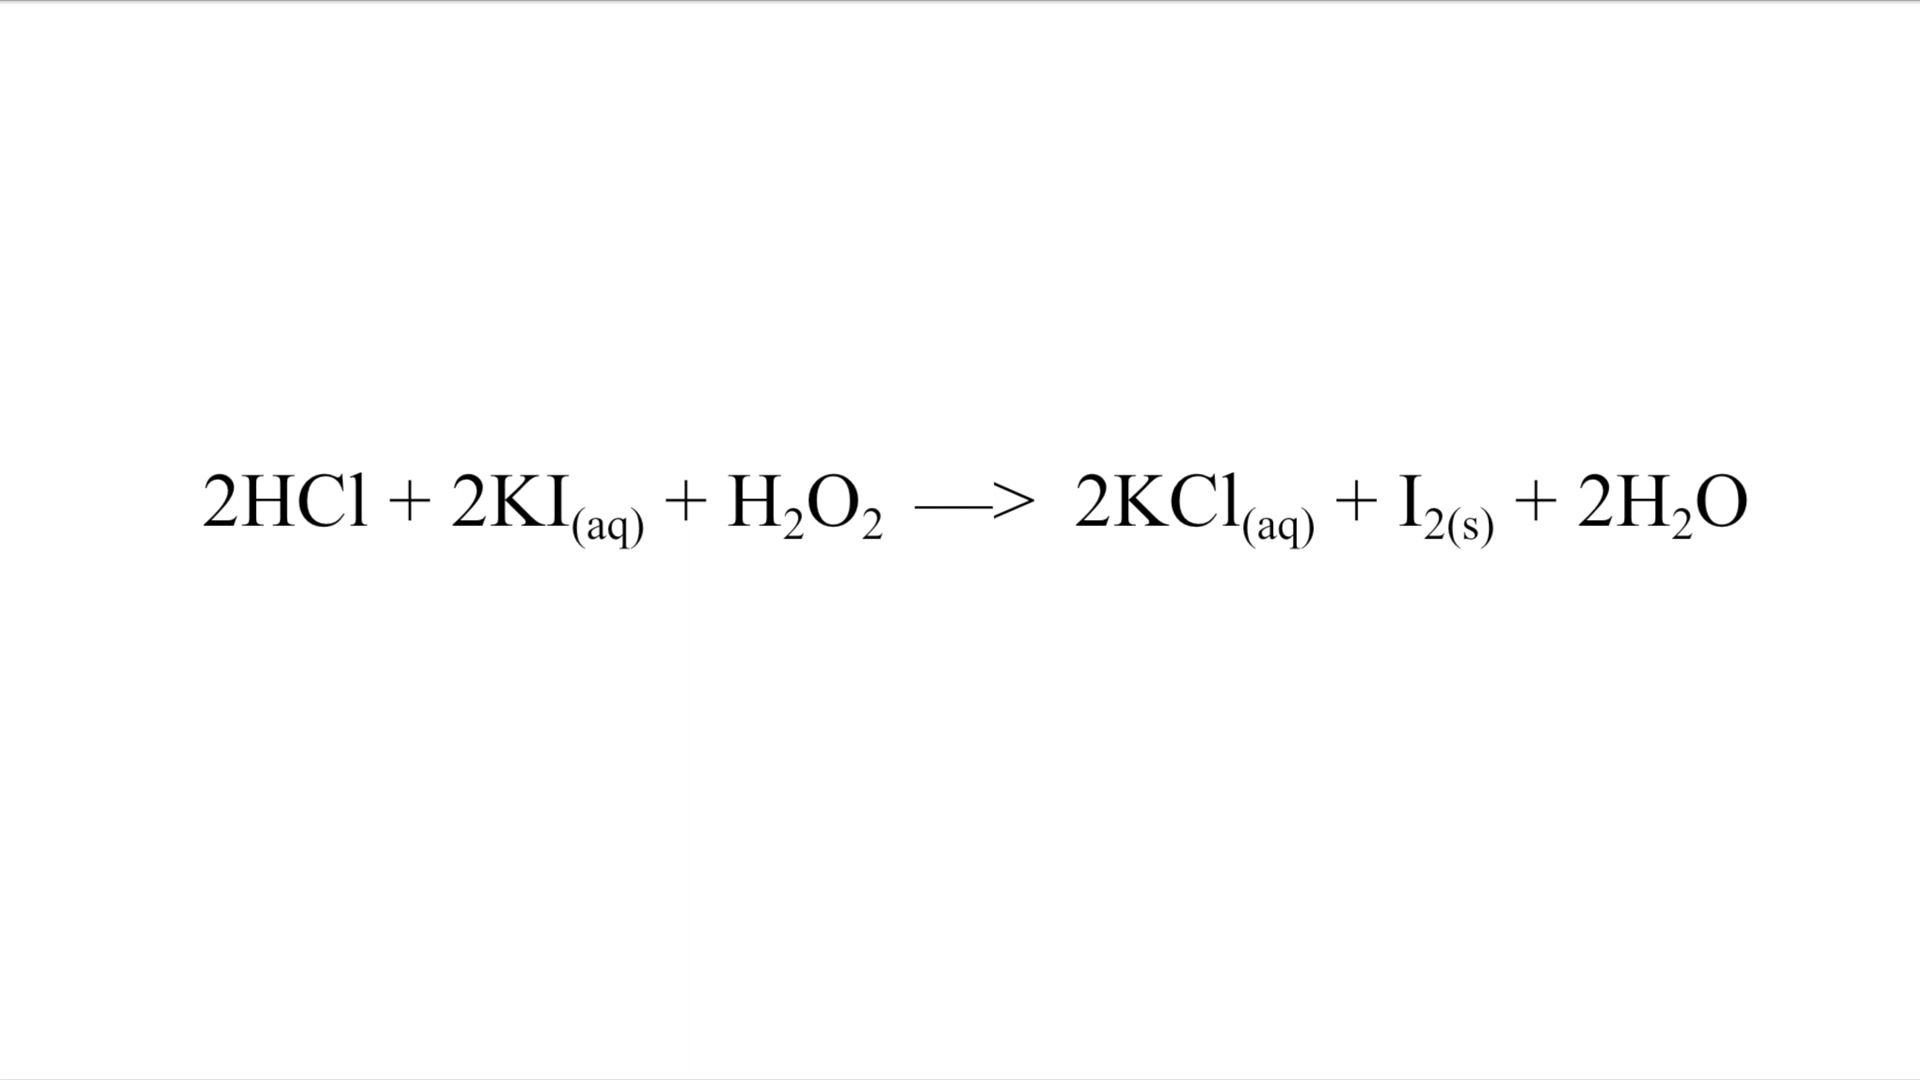 2HCl + 2KI(aq) + H₂O₂ —> 2KCl(aq) + I₂(s) + 2H₂O